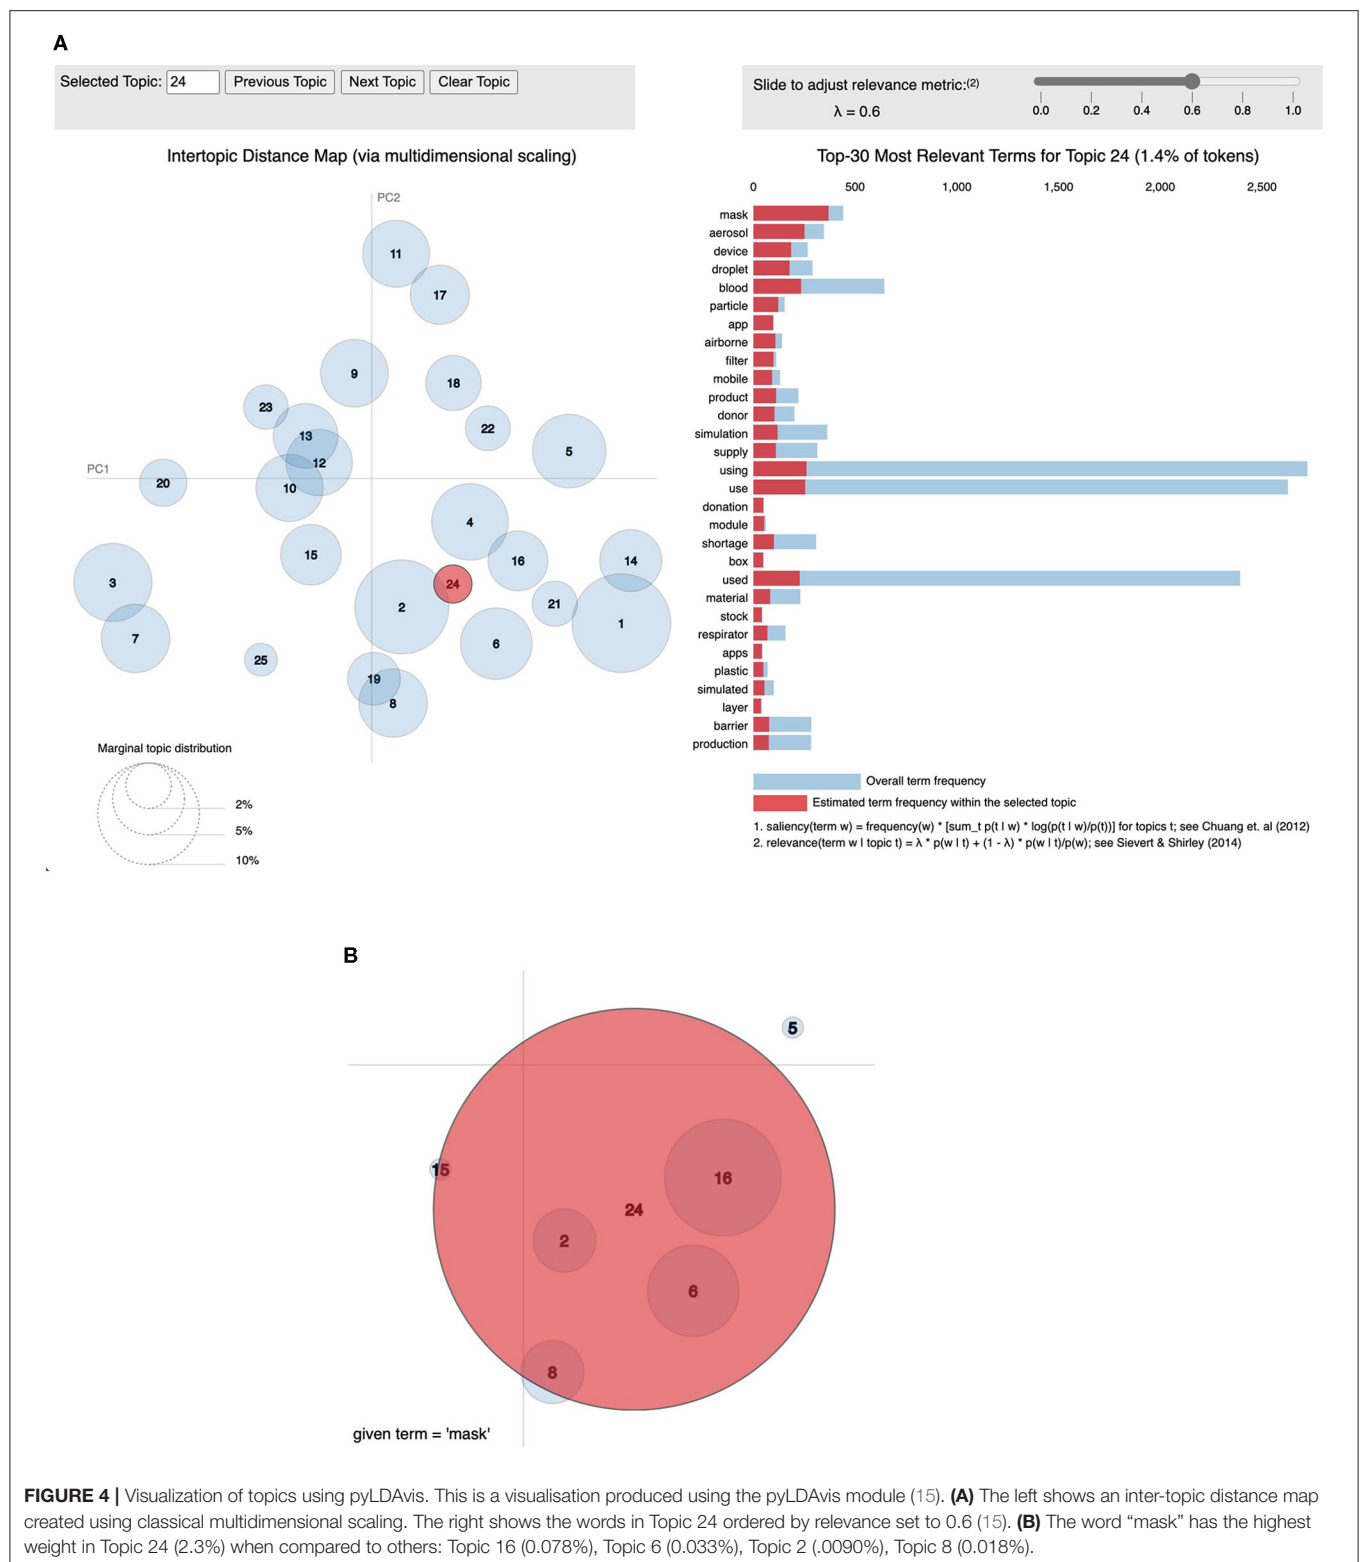 A
Selected Topic: 24 Previous Topic Next Topic Clear Topic
Slide to adjust relevance metric:(2)
λ = 0.6
0.0 0.2 0.4 0.6 0.8 1.0
Intertopic Distance Map (via multidimensional scaling)
PC2
PC1
11
17
9
18
23
22
13
5
12
20
10
4
15
16
14
3
24
21
2
1
7
6
25
19
8
Marginal topic distribution
2%
5%
10%
Top-30 Most Relevant Terms for Topic 24 (1.4% of tokens)
0 500 1,000 1,500 2,000 2,500
mask
aerosol
device
droplet
blood
particle
app
airborne
filter
mobile
product
donor
simulation
supply
using
use
donation
module
shortage
box
used
material
stock
respirator
apps
plastic
simulated
layer
barrier
production
Overall term frequency
Estimated term frequency within the selected topic
1. saliency(term w) = frequency(w) * [sum_t p(t | w) * log(p(t | w)/p(t))] for topics t; see Chuang et. al (2012)
2. relevance(term w | topic t) = λ * p(w | t) + (1 - λ) * p(w | t)/p(w); see Sievert & Shirley (2014)
B
5
15
16
24
2
6
8
given term = 'mask'
FIGURE 4 | Visualization of topics using pyLDAvis. This is a visualisation produced using the pyLDAvis module (15). (A) The left shows an inter-topic distance map
created using classical multidimensional scaling. The right shows the words in Topic 24 ordered by relevance set to 0.6 (15). (B) The word “mask” has the highest
weight in Topic 24 (2.3%) when compared to others: Topic 16 (0.078%), Topic 6 (0.033%), Topic 2 (.0090%), Topic 8 (0.018%).